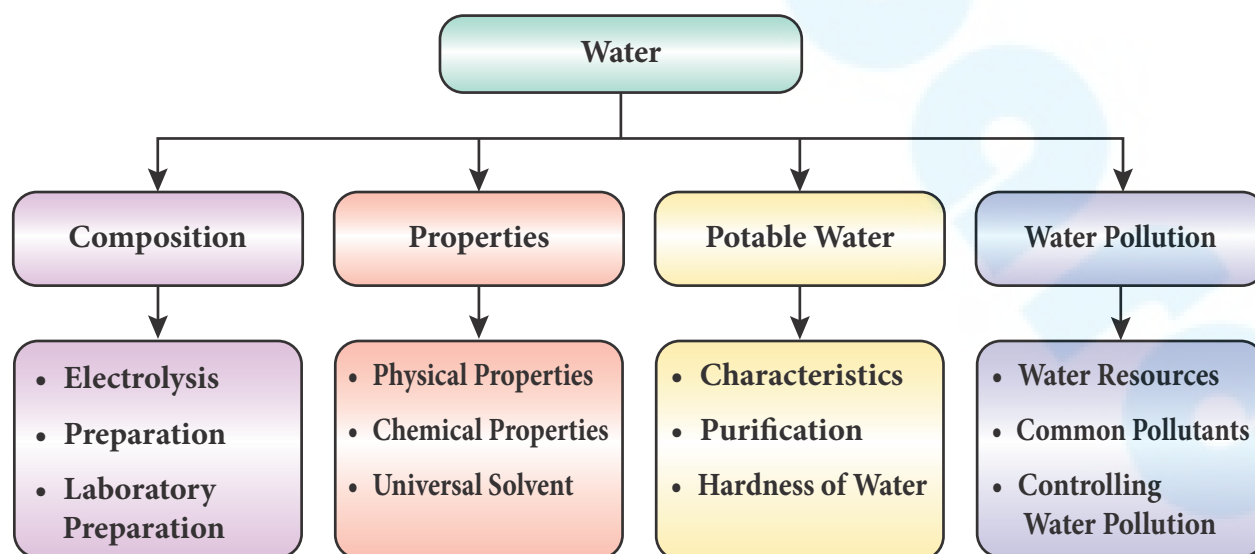 Water
Composition
Properties
Potable Water
Water Pollution
• Electrolysis
• Preparation
• Laboratory
Preparation
• Physical Properties
• Chemical Properties
• Universal Solvent
• Characteristics
• Purification
• Hardness of Water
• Water Resources
• Common Pollutants
• Controlling
Water Pollution